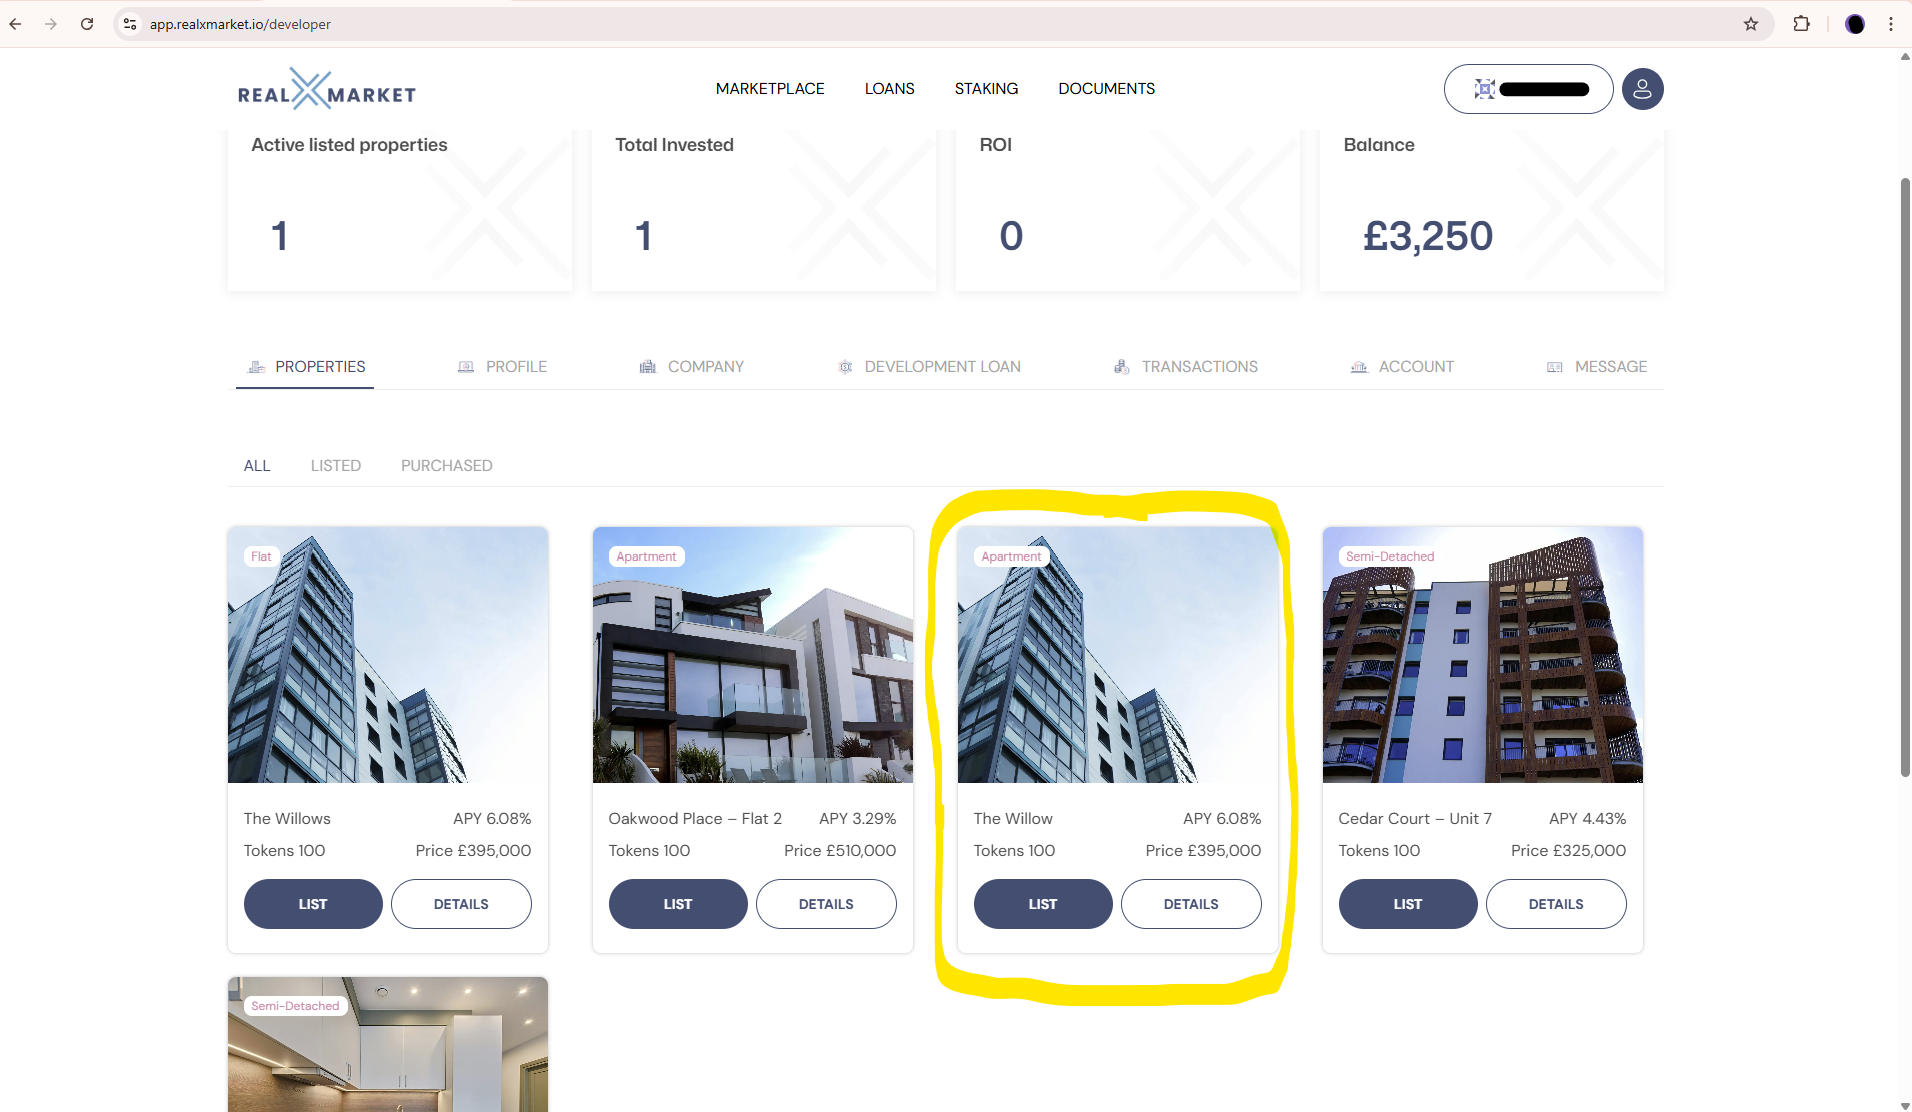 app.realxmarket.io/developer
REAL MARKET
MARKETPLACE LOANS STAKING DOCUMENTS
Active listed properties Total Invested ROI Balance
1 1 0 £3,250
PROPERTIES PROFILE COMPANY DEVELOPMENT LOAN TRANSACTIONS ACCOUNT MESSAGE
ALL LISTED PURCHASED
Flat Apartment Apartment Semi-Detached
The Willows APY 6.08% Oakwood Place – Flat 2 APY 3.29% The Willow APY 6.08% Cedar Court – Unit 7 APY 4.43%
Tokens 100 Price £395,000 Tokens 100 Price £510,000 Tokens 100 Price £395,000 Tokens 100 Price £325,000
LIST DETAILS LIST DETAILS LIST DETAILS LIST DETAILS
Semi-Detached